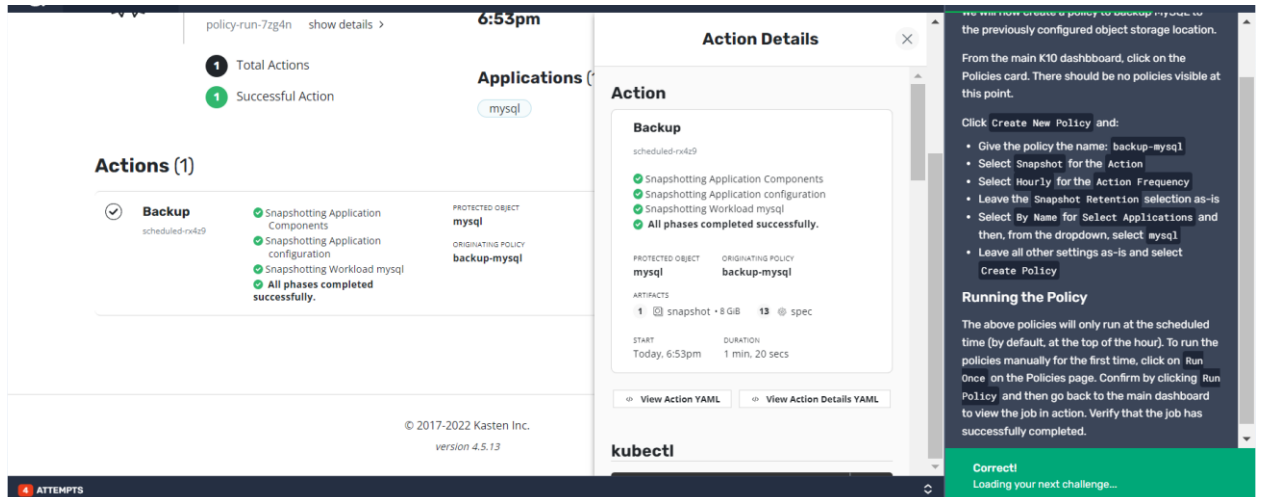 policy-run-7zg4n show details >
1 Total Actions
1 Successful Action
6:53pm
Applications (
mysql
Actions (1)
Backup
scheduled-rx4z9
Snapshotting Application
Components
Snapshotting Application
configuration
Snapshotting Workload mysql
All phases completed
successfully.
PROTECTED OBJECT
mysql
ORIGINATING POLICY
backup-mysql
© 2017-2022 Kasten Inc.
version 4.5.13
4 ATTEMPTS
Action Details
Action
Backup
scheduled-rx4z9
Snapshotting Application Components
Snapshotting Application configuration
Snapshotting Workload mysql
All phases completed successfully.
PROTECTED OBJECT ORIGINATING POLICY
mysql backup-mysql
ARTIFACTS
1 snapshot • 8 GiB 13 spec
START DURATION
Today, 6:53pm 1 min, 20 secs
View Action YAML View Action Details YAML
kubectl
we will now create a policy to backup MySQL to
the previously configured object storage location.
From the main K10 dashbboard, click on the
Policies card. There should be no policies visible at
this point.
Click Create New Policy and:
• Give the policy the name: backup-mysql
• Select Snapshot for the Action
• Select Hourly for the Action Frequency
• Leave the Snapshot Retention selection as-is
• Select By Name for Select Applications and
then, from the dropdown, select mysql
• Leave all other settings as-is and select
Create Policy
Running the Policy
The above policies will only run at the scheduled
time (by default, at the top of the hour). To run the
policies manually for the first time, click on Run
Once on the Policies page. Confirm by clicking Run
Policy and then go back to the main dashboard
to view the job in action. Verify that the job has
successfully completed.
Correct!
Loading your next challenge...